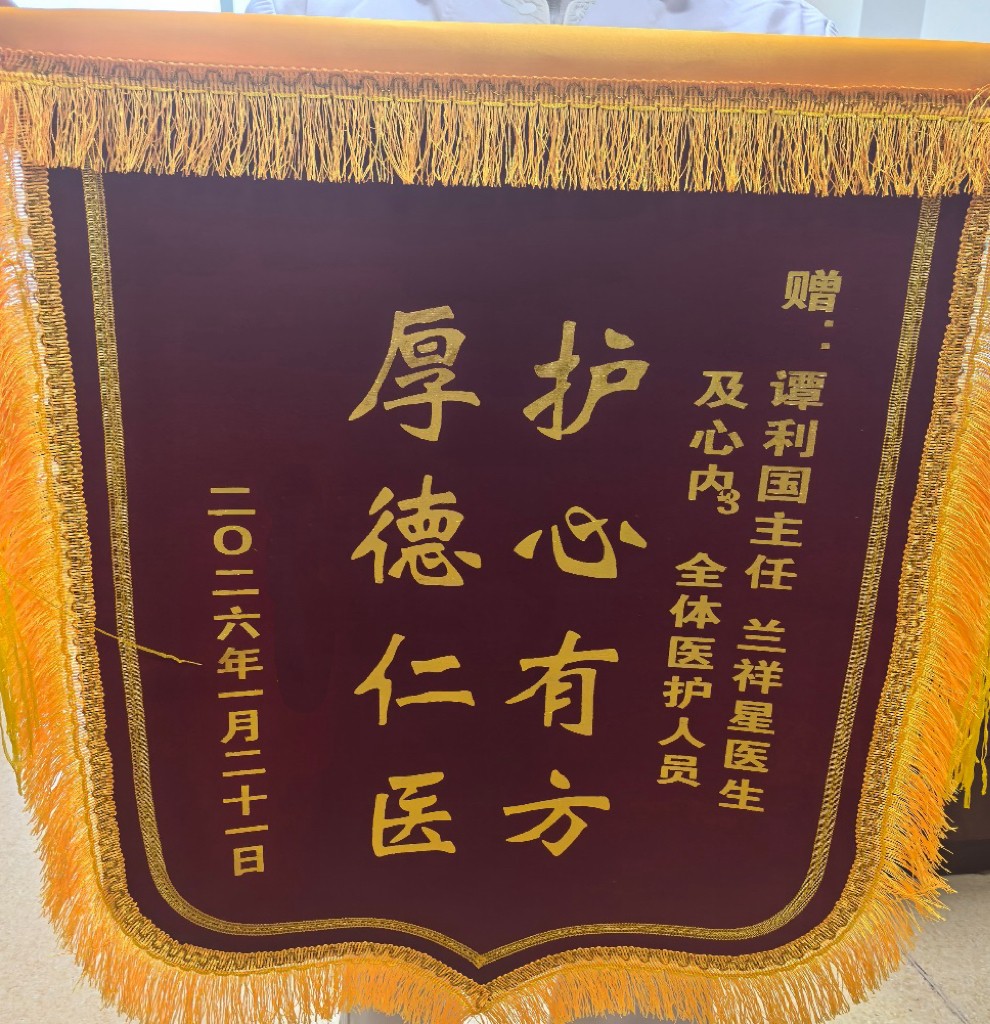 赠：谭利国主任 兰祥星医生
及心内3 全体医护人员
护心有方
厚德仁医
二〇二六年一月二十一日